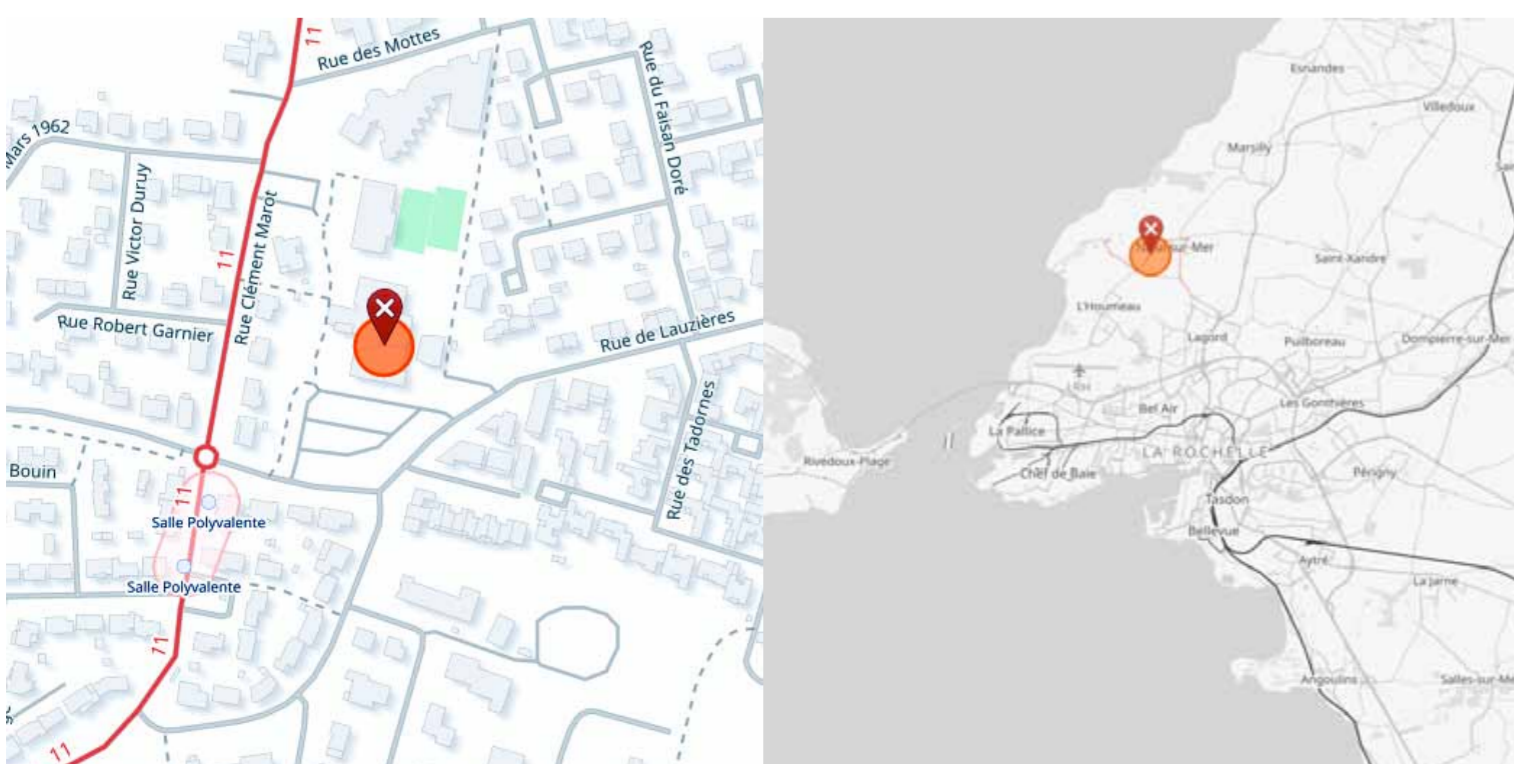 11
Rue des Mottes
Rue du Faisan Doré
Mars 1962
Rue Victor Duruy
11
Rue Clément Marot
Rue Robert Garnier
Rue de Lauzières
Rue des Tadornes
Bouin
11
Salle Polyvalente
Salle Polyvalente
11
11
Esnandes
Villedoux
Marsilly
sur-Mer
Saint-Xandre
L'Houmeau
Lagord
Puilboreau
Dompierre-sur-Mer
LRH
Bel Air
Les Gonthières
La Pallice
LA ROCHELLE
Rivedoux-Plage
Chef de Baie
Périgny
Tasdon
Bellevue
Aytré
La Jarne
Angoulins
Salles-sur-Me